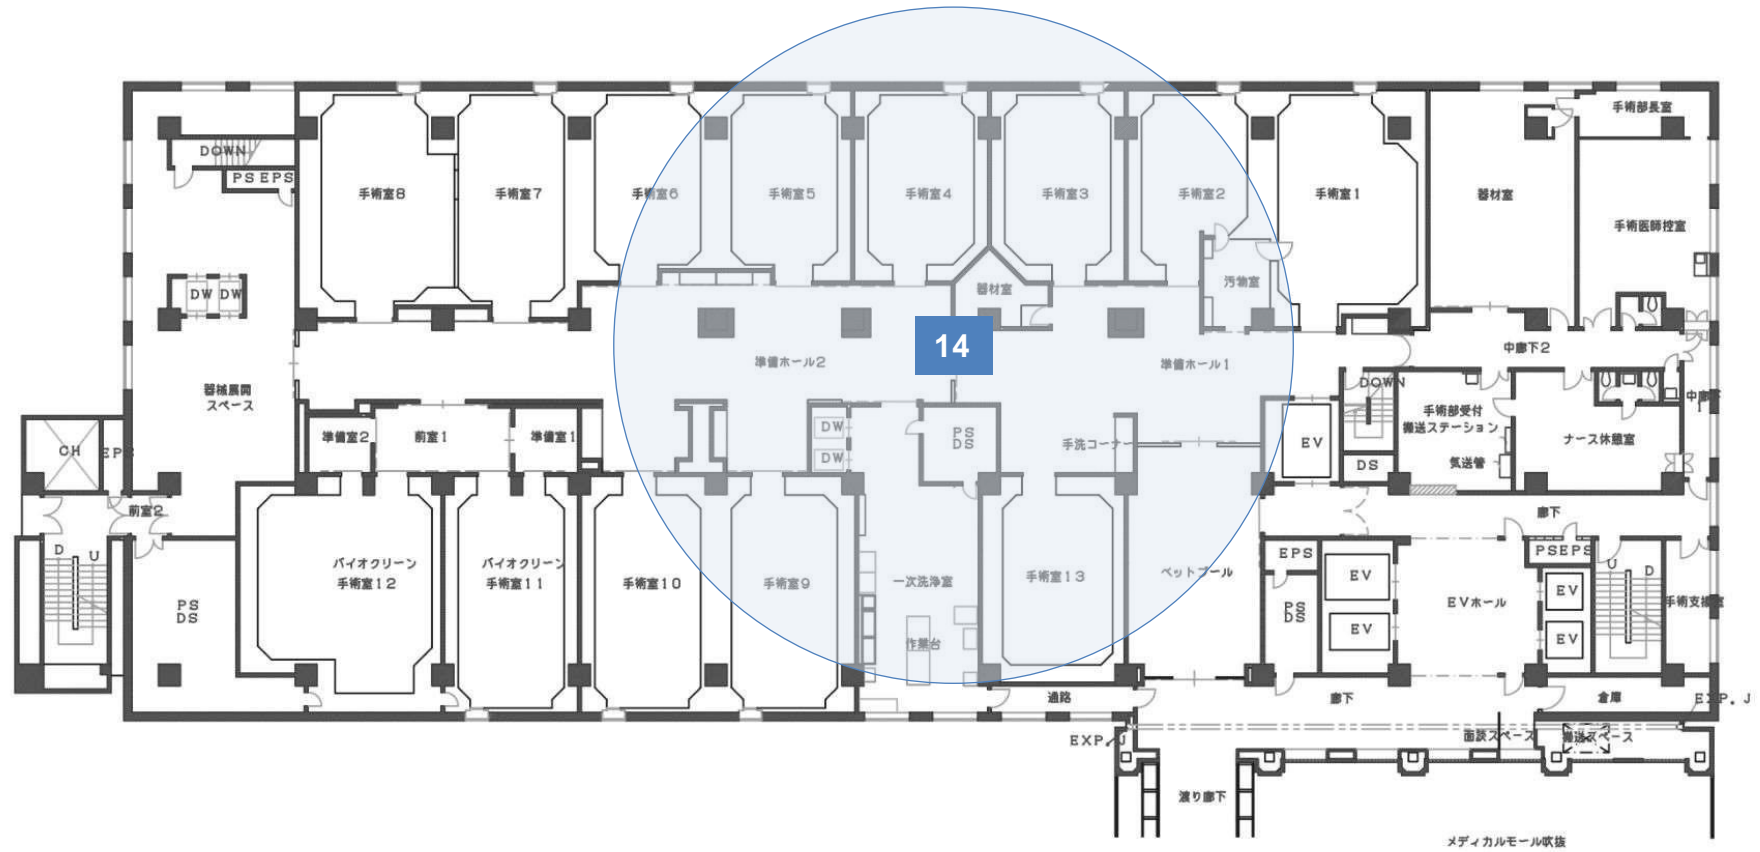 手術部長室
DOWN
PS EPS
手術室8
手術室7
手術室6
手術室5
手術室4
手術室3
手術室2
手術室1
器材室
手術医師控室
汚物室
器材室
DW
DW
14
準備ホール2
準備ホール1
中廊下2
器械展開
スペース
DOWN
手術部受付
搬送ステーション
気送管
ナース休憩室
準備室2
前室1
準備室1
DW
DW
PS
DS
手洗コーナー
EV
DS
CH
EPS
前室2
廊下
D
U
バイオクリーン
手術室12
バイオクリーン
手術室11
手術室10
手術室9
一次洗浄室
手術室13
ベットプール
EPS
EV
EVホール
PSEPS
EV
U
D
手術支援室
PS
DS
PS
DS
EV
EV
作業台
通路
廊下
倉庫
EXP.J
EXP.J
面談スペース
搬送スペース
渡り廊下
メディカルモール吹抜